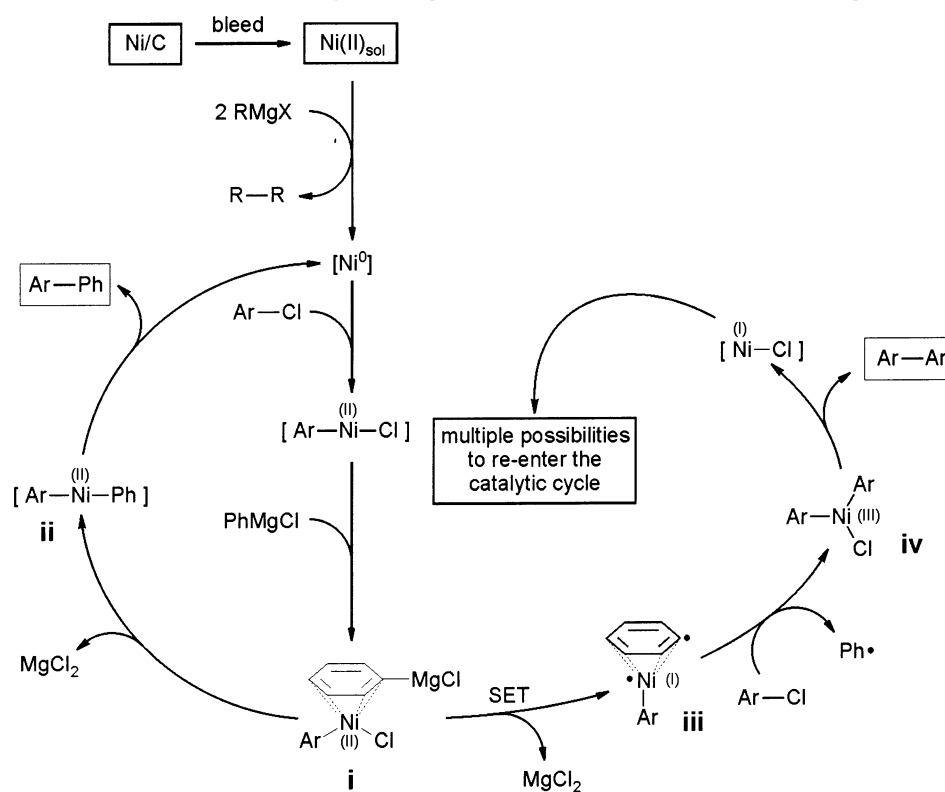 bleed
Ni/C
Ni(II)sol
2 RMgX
R—R
[Ni⁰]
Ar—Ph
Ar—Cl
(I)
[ Ni—Cl ]
Ar—Ar
(II)
[ Ar—Ni—Cl ]
multiple possibilities
to re-enter the
catalytic cycle
(II)
[ Ar—Ni—Ph ]
ii
PhMgCl
Ar
Ar—Ni (III)
Cl
iv
MgCl₂
MgCl
SET
•
•Ni (I)
Ar
iii
Ar—Cl
Ph•
Ar
Ni
(II)
Cl
i
MgCl₂